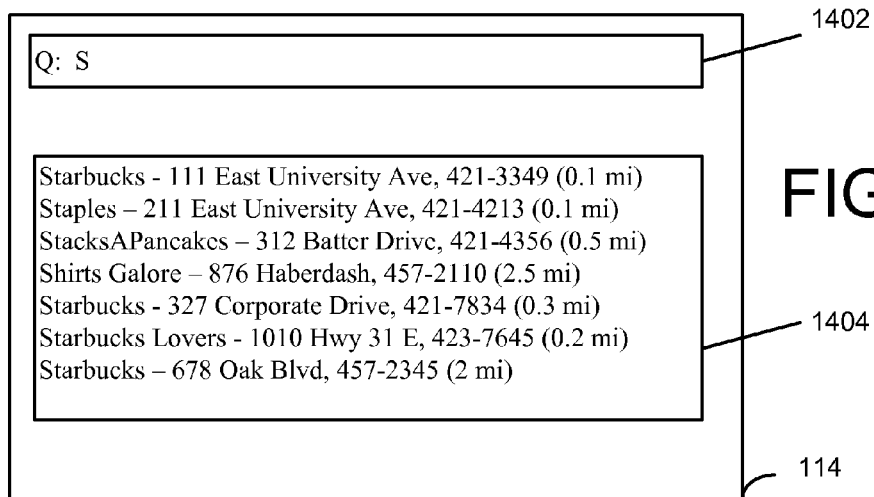 1402
Q: S
Starbucks - 111 East University Ave, 421-3349 (0.1 mi)
Staples – 211 East University Ave, 421-4213 (0.1 mi)
StacksAPancakes – 312 Batter Drive, 421-4356 (0.5 mi)
Shirts Galore – 876 Haberdash, 457-2110 (2.5 mi)
Starbucks - 327 Corporate Drive, 421-7834 (0.3 mi)
Starbucks Lovers - 1010 Hwy 31 E, 423-7645 (0.2 mi)
Starbucks – 678 Oak Blvd, 457-2345 (2 mi)
FIG
1404
114